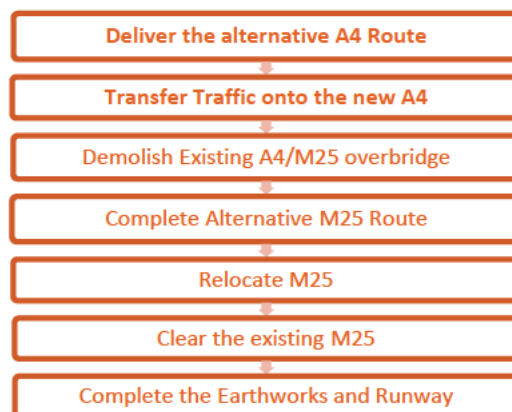 Deliver the alternative A4 Route
Transfer Traffic onto the new A4
Demolish Existing A4/M25 overbridge
Complete Alternative M25 Route
Relocate M25
Clear the existing M25
Complete the Earthworks and Runway